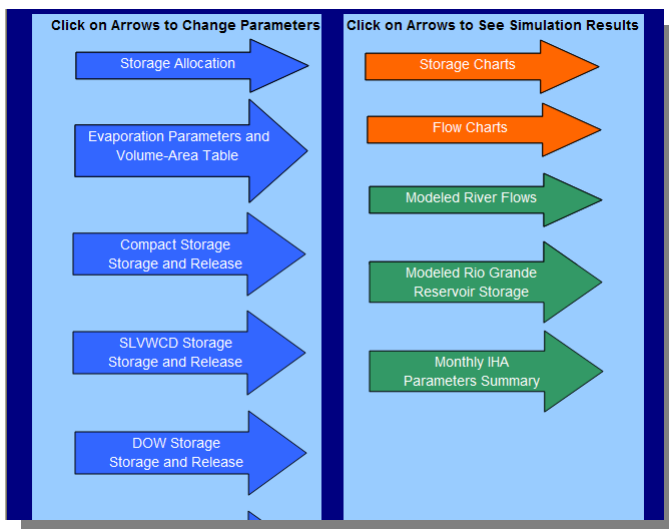 Click on Arrows to Change Parameters
Storage Allocation
Evaporation Parameters and
Volume-Area Table
Compact Storage
Storage and Release
SLVWCD Storage
Storage and Release
DOW Storage
Storage and Release
Click on Arrows to See Simulation Results
Storage Charts
Flow Charts
Modeled River Flows
Modeled Rio Grande
Reservoir Storage
Monthly IHA
Parameters Summary